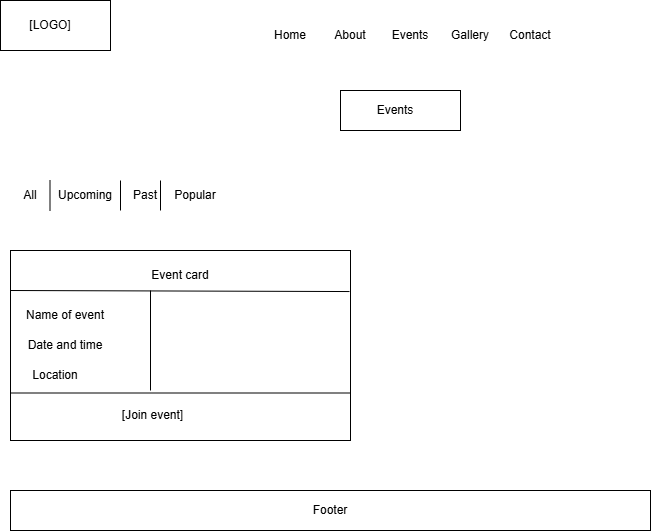 [LOGO]
Home About Events Gallery Contact
Events
All Upcoming Past Popular
Event card
Name of event
Date and time
Location
[Join event]
Footer